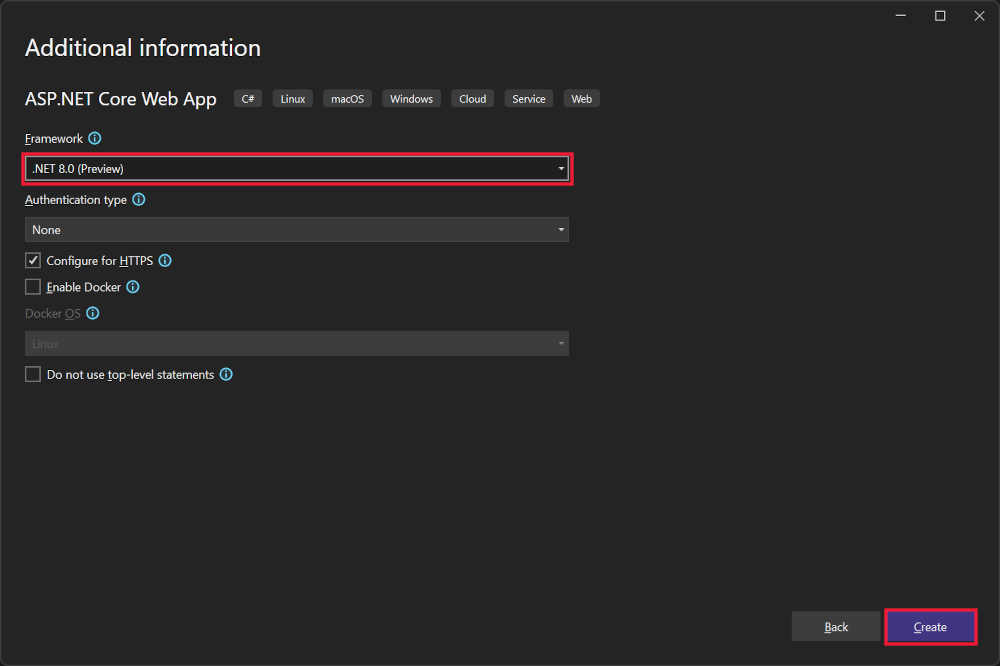 Additional information
ASP.NET Core Web App C# Linux macOS Windows Cloud Service Web
Framework
.NET 8.0 (Preview)
Authentication type
None
Configure for HTTPS
Enable Docker
Docker OS
Linux
Do not use top-level statements
Back Create